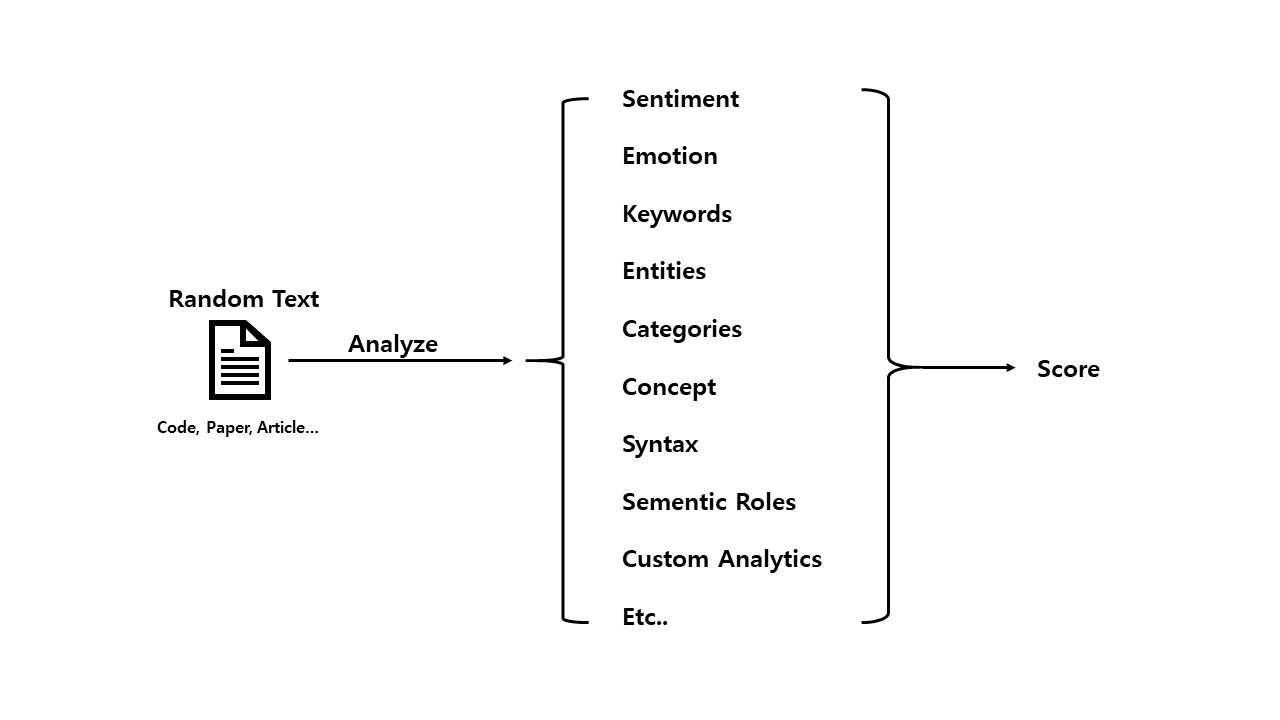 Random Text
Code, Paper, Article...
Analyze
Sentiment
Emotion
Keywords
Entities
Categories
Concept
Syntax
Sementic Roles
Custom Analytics
Etc..
Score